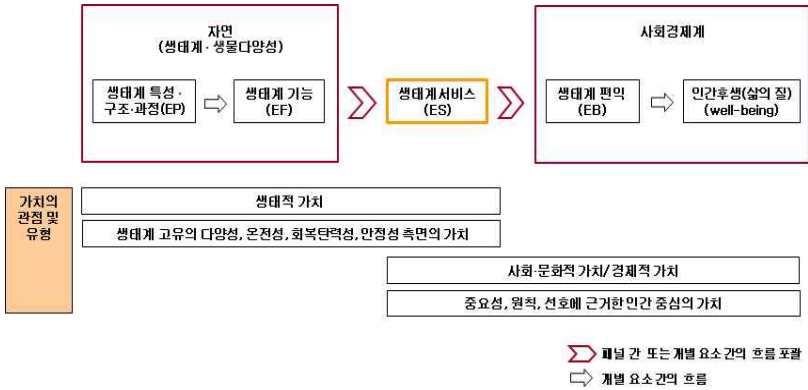 자연
(생태계·생물다양성)
사회경제계
생태계 특성·
구조·과정(EP)
생태계 기능
(EF)
생태계서비스
(ES)
생태계 편익
(EB)
인간후생(삶의 질)
(well-being)
가치의
관점 및
유형
생태적 가치
생태계 고유의 다양성, 온전성, 회복탄력성, 안정성 측면의 가치
사회·문화적 가치/경제적 가치
중요성, 원칙, 선호에 근거한 인간 중심의 가치
패널 간 또는 개별 요소 간의 흐름 포괄
개별 요소 간의 흐름